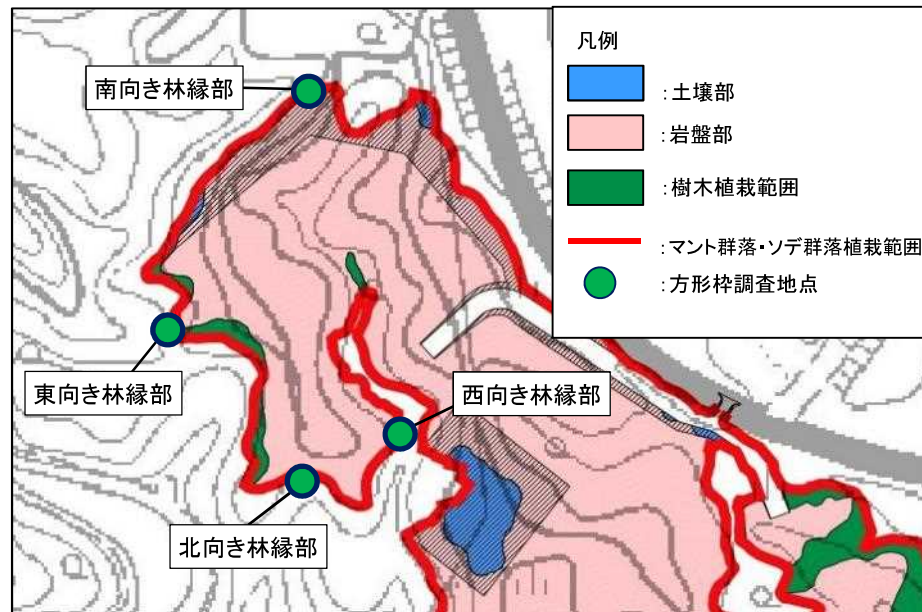 凡例
:土壌部
:岩盤部
:樹木植栽範囲
:マント群落・ソデ群落植栽範囲
:方形枠調査地点
南向き林縁部
東向き林縁部
西向き林縁部
北向き林縁部